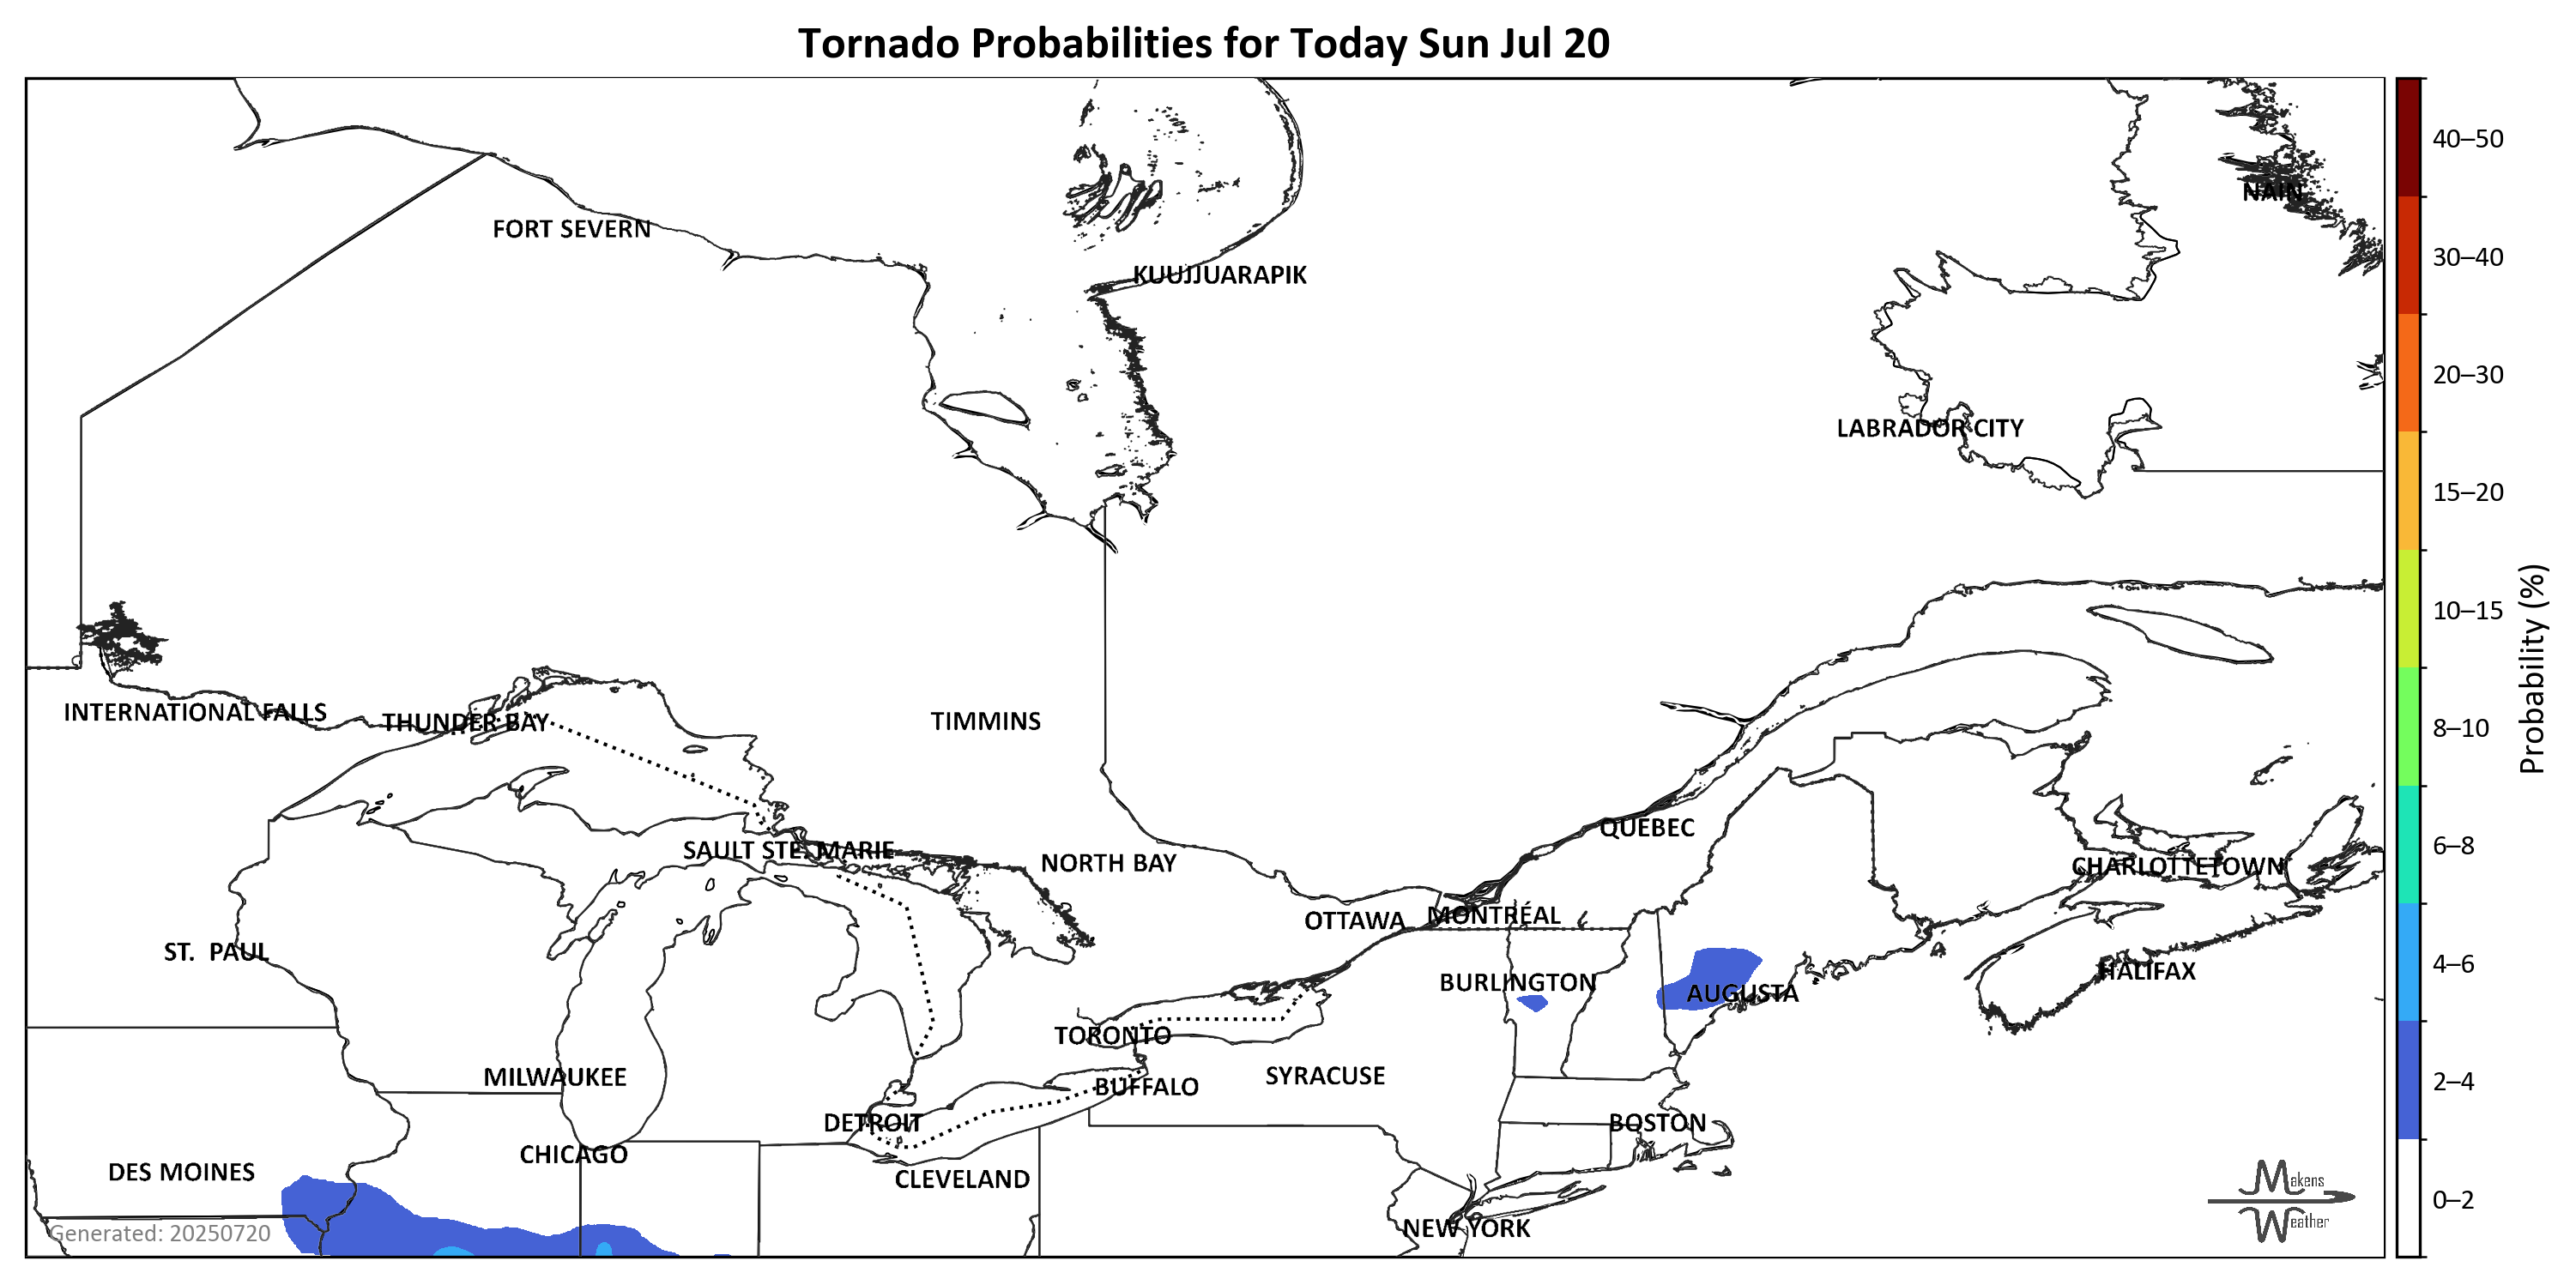 Tornado Probabilities for Today Sun Jul 20
40–50
NAIN
FORT SEVERN
30–40
KUUJJUARAPIK
20–30
LABRADOR CITY
15–20
10–15
Probability (%)
INTERNATIONAL FALLS
THUNDER BAY
TIMMINS
8–10
QUEBEC
SAULT STE. MARIE
NORTH BAY
6–8
CHARLOTTETOWN
OTTAWA
MONTRÉAL
ST. PAUL
4–6
HALIFAX
BURLINGTON
AUGUSTA
TORONTO
MILWAUKEE
SYRACUSE
BUFFALO
2–4
DETROIT
BOSTON
CHICAGO
DES MOINES
CLEVELAND
Makens
Weather
0–2
NEW YORK
Generated: 20250720